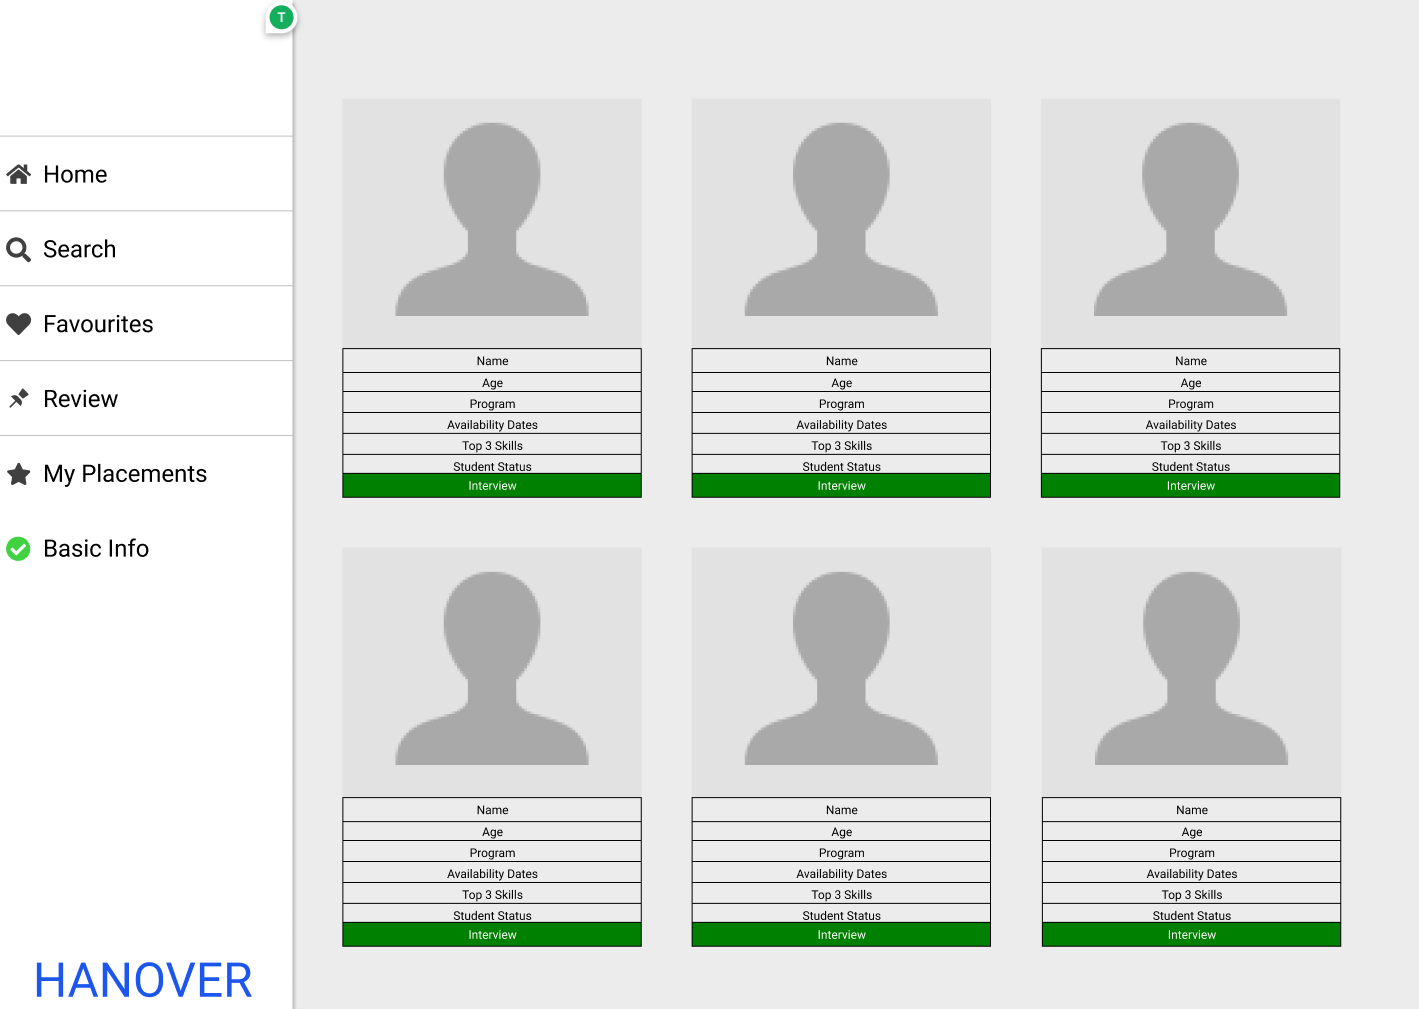 T
Home
Search
Favourites
Review
My Placements
Basic Info
HANOVER
Name
Age
Program
Availability Dates
Top 3 Skills
Student Status
Interview
Name
Age
Program
Availability Dates
Top 3 Skills
Student Status
Interview
Name
Age
Program
Availability Dates
Top 3 Skills
Student Status
Interview
Name
Age
Program
Availability Dates
Top 3 Skills
Student Status
Interview
Name
Age
Program
Availability Dates
Top 3 Skills
Student Status
Interview
Name
Age
Program
Availability Dates
Top 3 Skills
Student Status
Interview